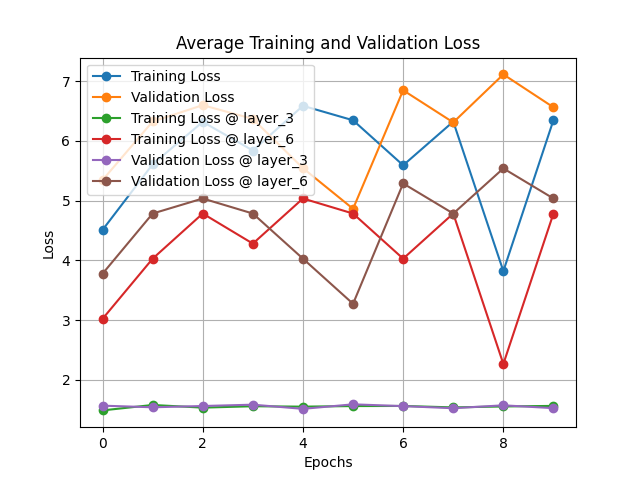 Average Training and Validation Loss
Training Loss
Validation Loss
Training Loss @ layer_3
Training Loss @ layer_6
Validation Loss @ layer_3
Validation Loss @ layer_6
7
6
5
4
3
2
Loss
0 2 4 6 8
Epochs